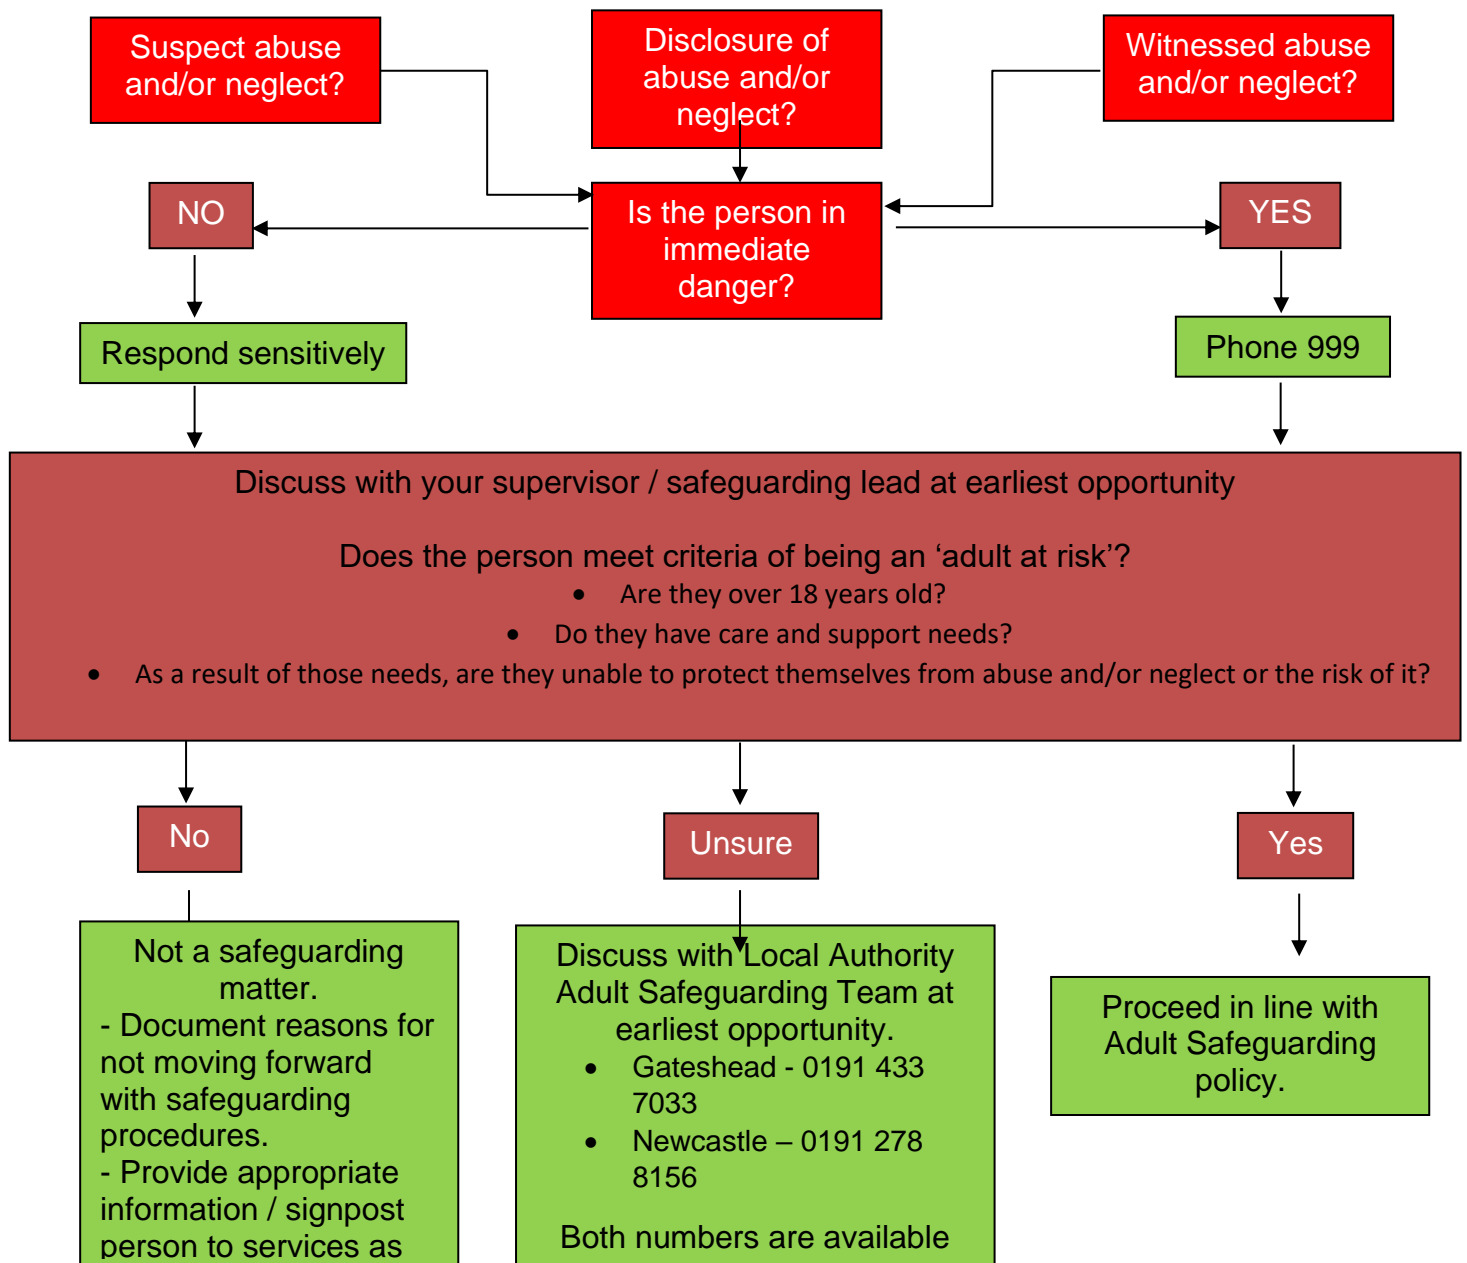 Suspect abuse
and/or neglect?
Disclosure of
abuse and/or
neglect?
Witnessed abuse
and/or neglect?
NO
Is the person in
immediate
danger?
YES
Respond sensitively
Phone 999
Discuss with your supervisor / safeguarding lead at earliest opportunity
Does the person meet criteria of being an ‘adult at risk’?
• Are they over 18 years old?
• Do they have care and support needs?
• As a result of those needs, are they unable to protect themselves from abuse and/or neglect or the risk of it?
No
Unsure
Yes
Not a safeguarding
matter.
- Document reasons for
not moving forward
with safeguarding
procedures.
- Provide appropriate
information / signpost
person to services as
Discuss with Local Authority
Adult Safeguarding Team at
earliest opportunity.
• Gateshead - 0191 433
7033
• Newcastle – 0191 278
8156
Both numbers are available
Proceed in line with
Adult Safeguarding
policy.